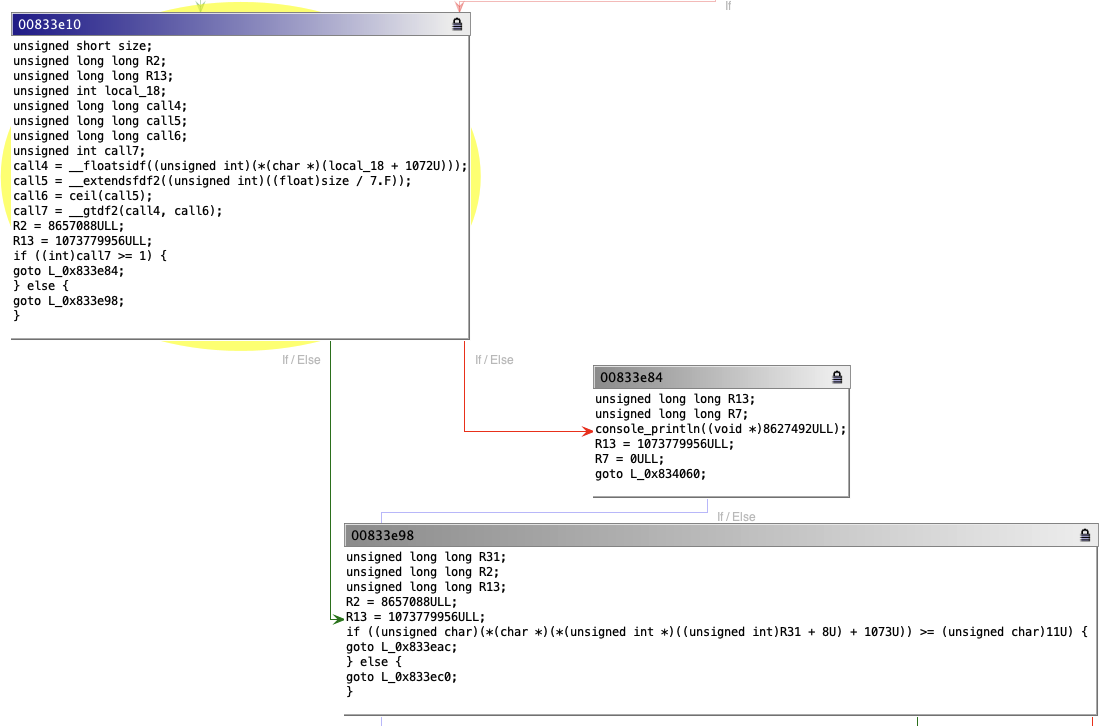 If
00833e10
unsigned short size;
unsigned long long R2;
unsigned long long R13;
unsigned int local_18;
unsigned long long call4;
unsigned long long call5;
unsigned long long call6;
unsigned int call7;
call4 = __floatsidf((unsigned int)(*(char *)(local_18 + 1072U)));
call5 = __extendsfdf2((unsigned int)((float)size / 7.F));
call6 = ceil(call5);
call7 = __gtdf2(call4, call6);
R2 = 8657088ULL;
R13 = 1073779956ULL;
if ((int)call7 >= 1) {
goto L_0x833e84;
} else {
goto L_0x833e98;
}
If / Else
If / Else
00833e84
unsigned long long R13;
unsigned long long R7;
console_println((void *)8627492ULL);
R13 = 1073779956ULL;
R7 = 0ULL;
goto L_0x834060;
If / Else
00833e98
unsigned long long R31;
unsigned long long R2;
unsigned long long R13;
R2 = 8657088ULL;
R13 = 1073779956ULL;
if ((unsigned char)(*(char *)(*(unsigned int *)((unsigned int)R31 + 8U) + 1073U)) >= (unsigned char)11U) {
goto L_0x833eac;
} else {
goto L_0x833ec0;
}